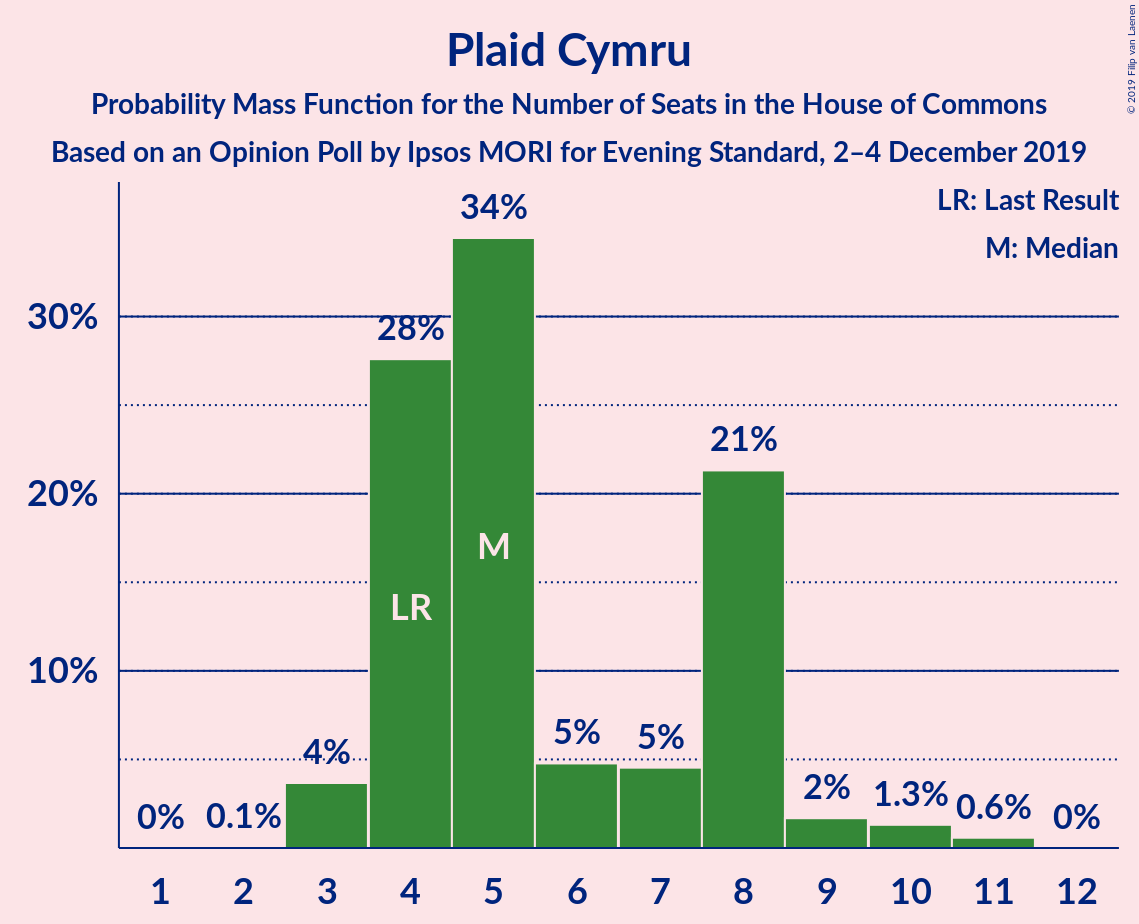 Plaid Cymru
Probability Mass Function for the Number of Seats in the House of Commons
Based on an Opinion Poll by Ipsos MORI for Evening Standard, 2–4 December 2019
© 2019 Filip van Laenen
LR: Last Result
M: Median
30%
20%
10%
0%
0.1%
4%
28%
34%
5%
5%
21%
2%
1.3%
0.6%
0%
LR
M
1 2 3 4 5 6 7 8 9 10 11 12